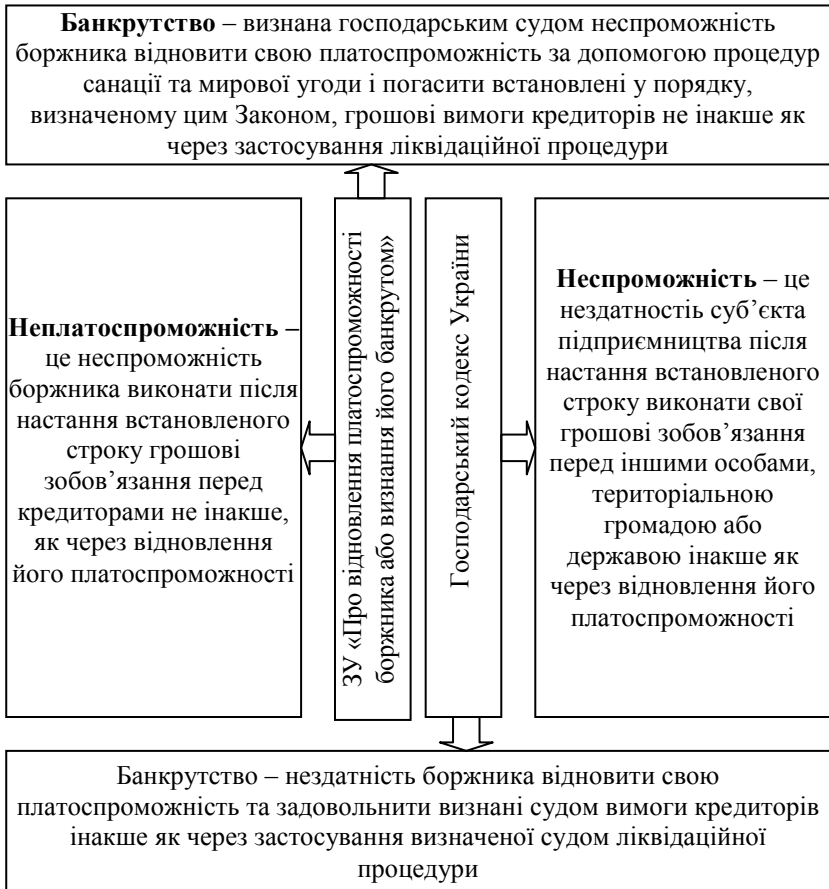 Банкрутство – визнана господарським судом неспроможність
боржника відновити свою платоспроможність за допомогою процедур
санації та мирової угоди і погасити встановлені у порядку,
визначеному цим Законом, грошові вимоги кредиторів не інакше як
через застосування ліквідаційної процедури
Неплатоспроможність –
це неспроможність
боржника виконати після
настання встановленого
строку грошові
зобов’язання перед
кредиторами не інакше,
як через відновлення
його платоспроможності
ЗУ «Про відновлення платоспроможності
боржника або визнання його банкрутом»
Господарський кодекс України
Неспроможність – це
нездатностіь суб’єкта
підприємництва після
настання встановленого
строку виконати свої
грошові зобов’язання
перед іншими особами,
територіальною
громадою або
державою інакше як
через відновлення його
платоспроможності
Банкрутство – нездатність боржника відновити свою
платоспроможність та задовольнити визнані судом вимоги кредиторів
інакше як через застосування визначеної судом ліквідаційної
процедури